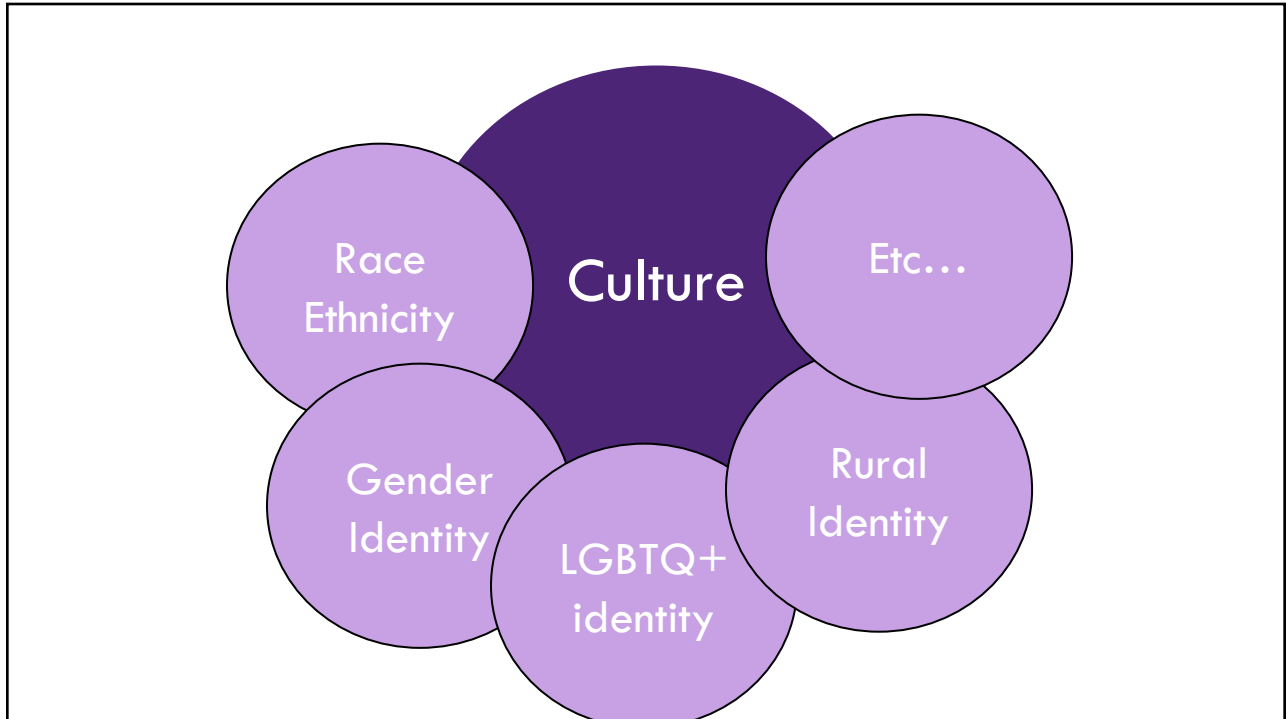 Culture
Race
Ethnicity
Etc...
Gender
Identity
LGBTQ+
identity
Rural
Identity